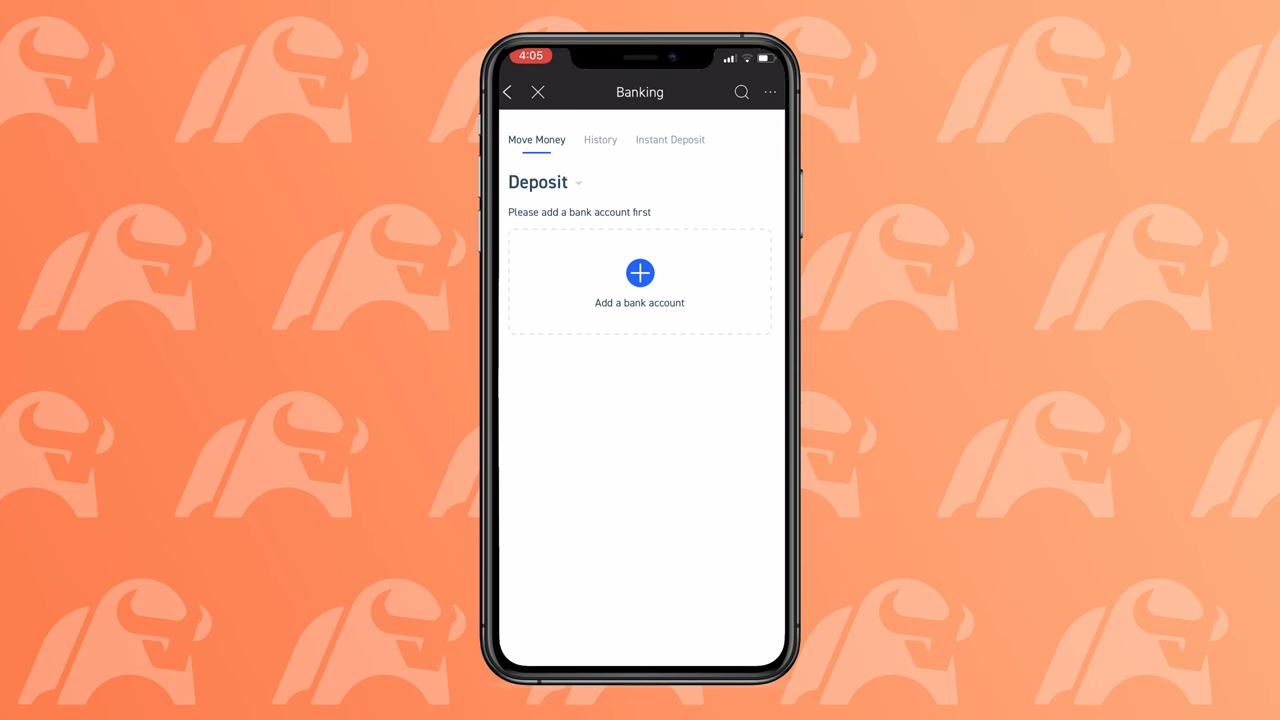 4:05
Banking
Move Money History Instant Deposit
Deposit
Please add a bank account first
Add a bank account